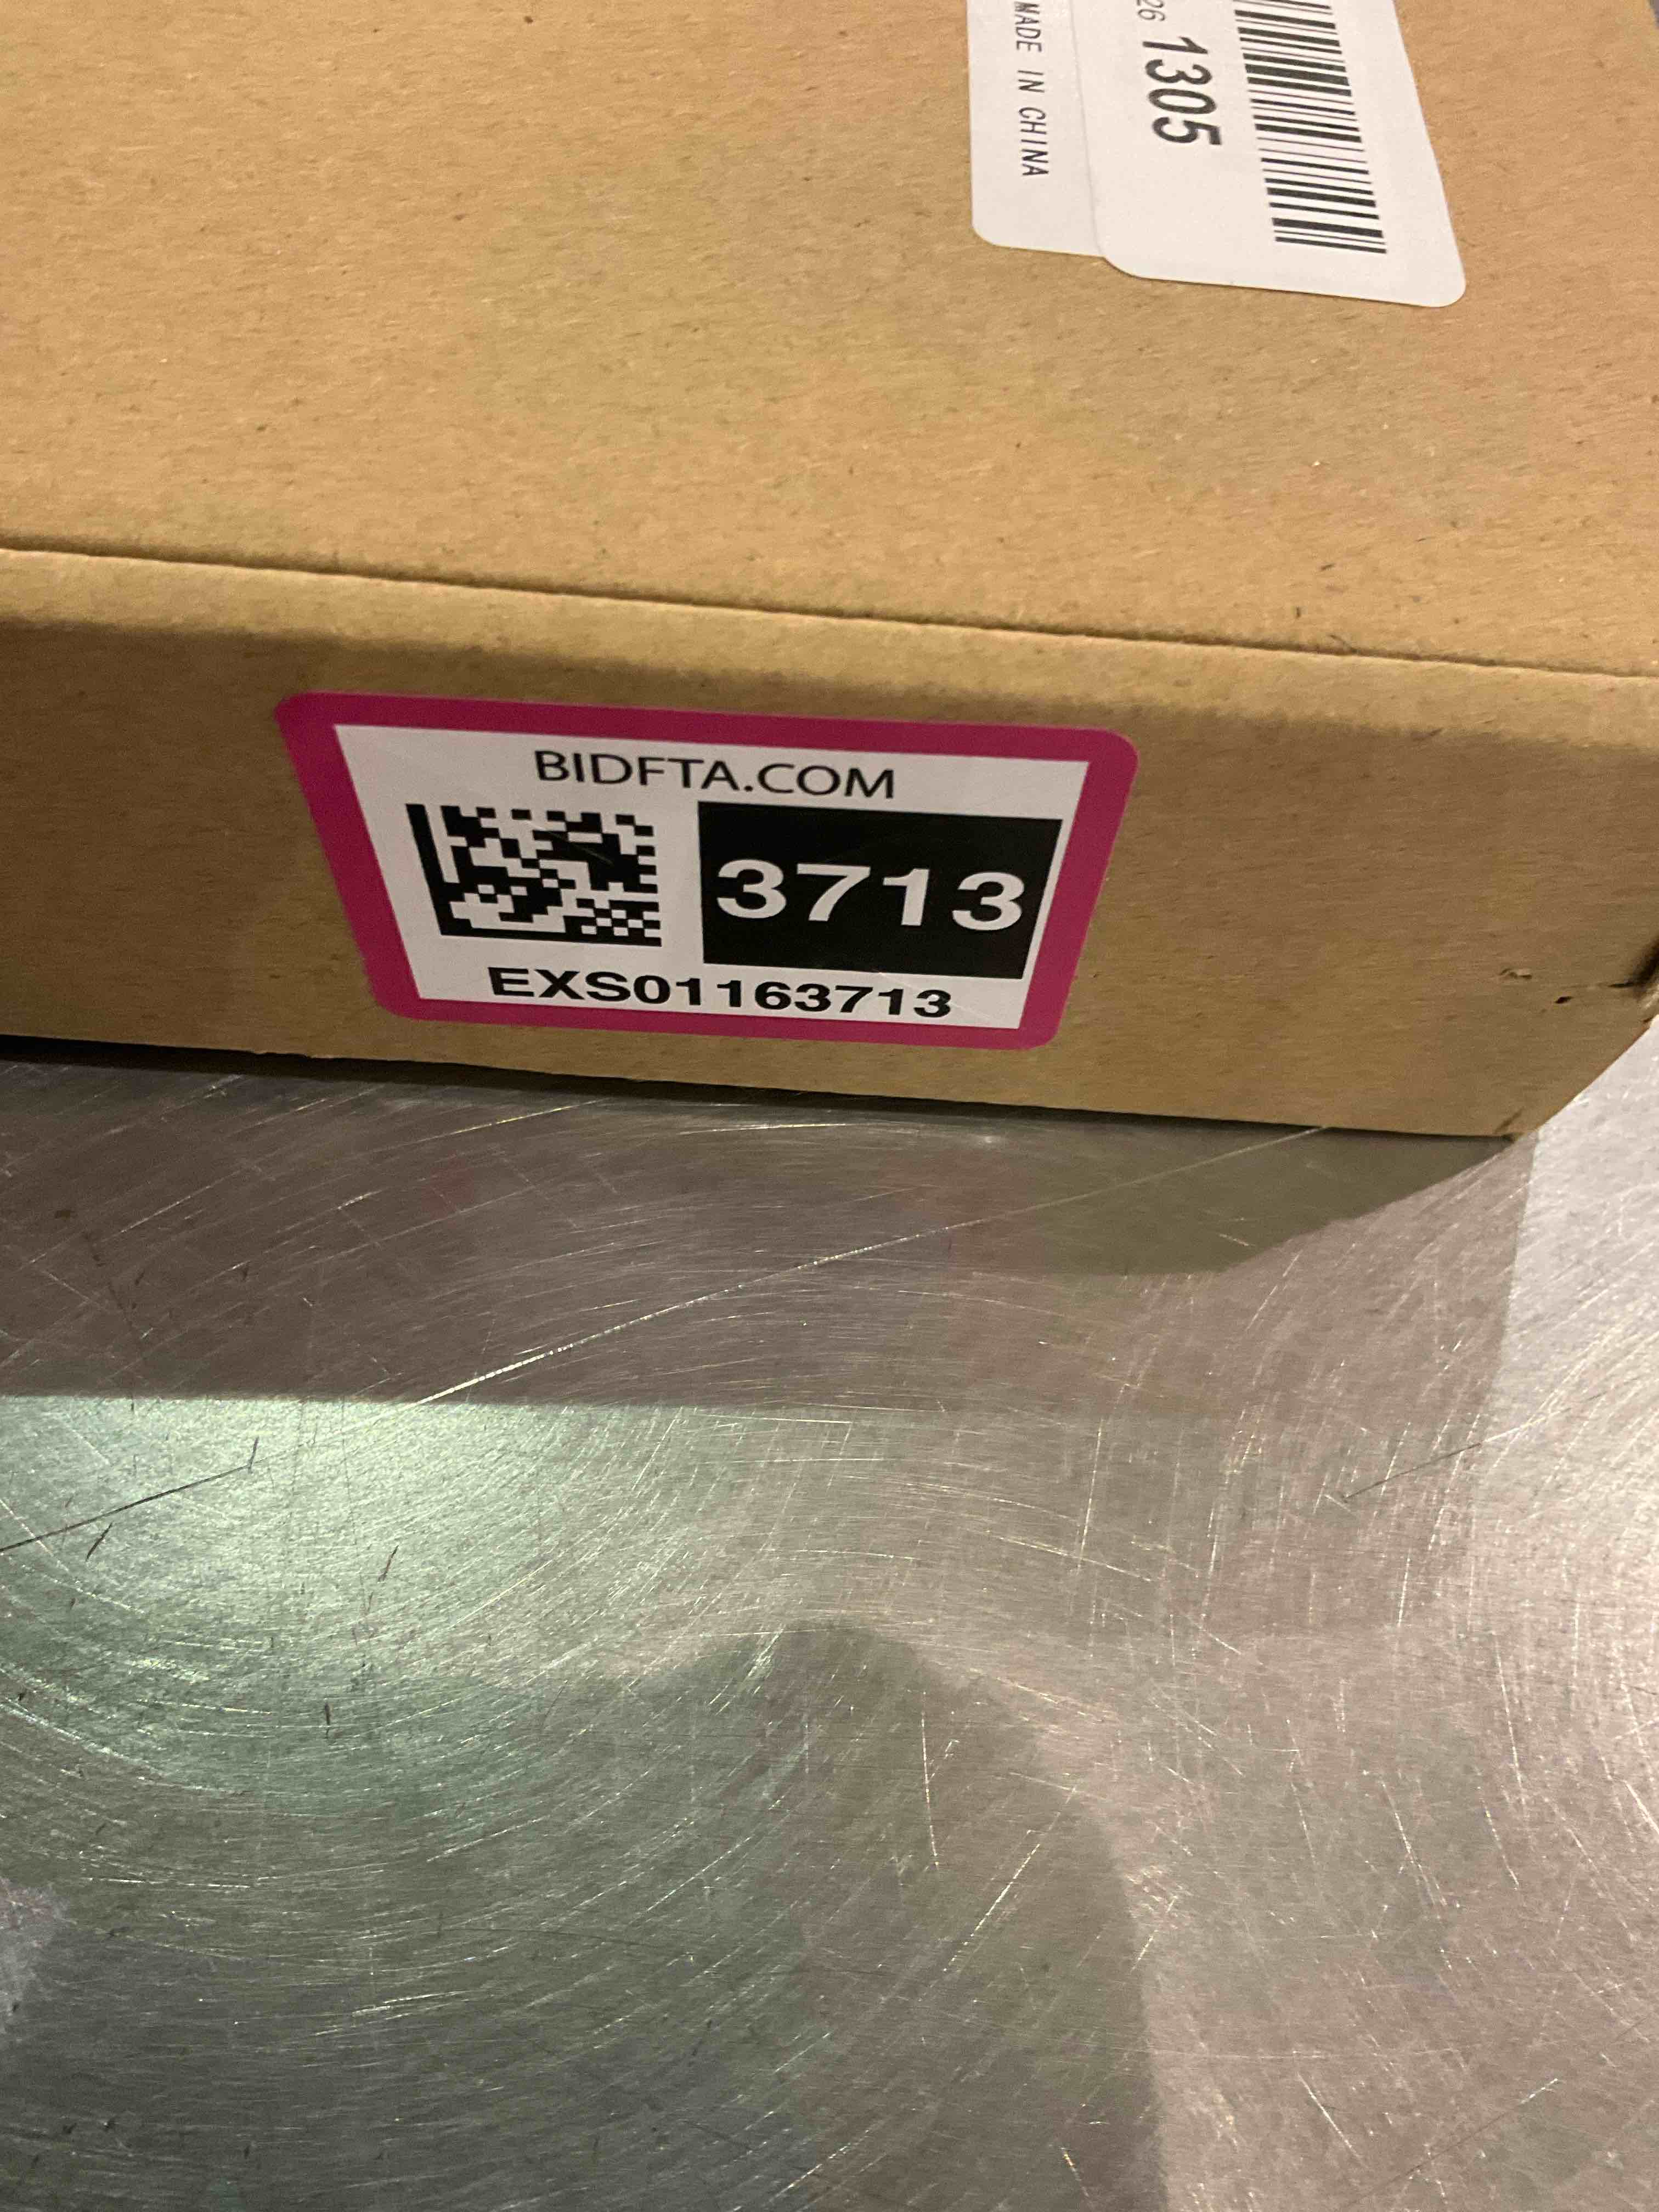 MADE IN CHINA
26 1305
BIDFTA.COM
3713
EXS01163713